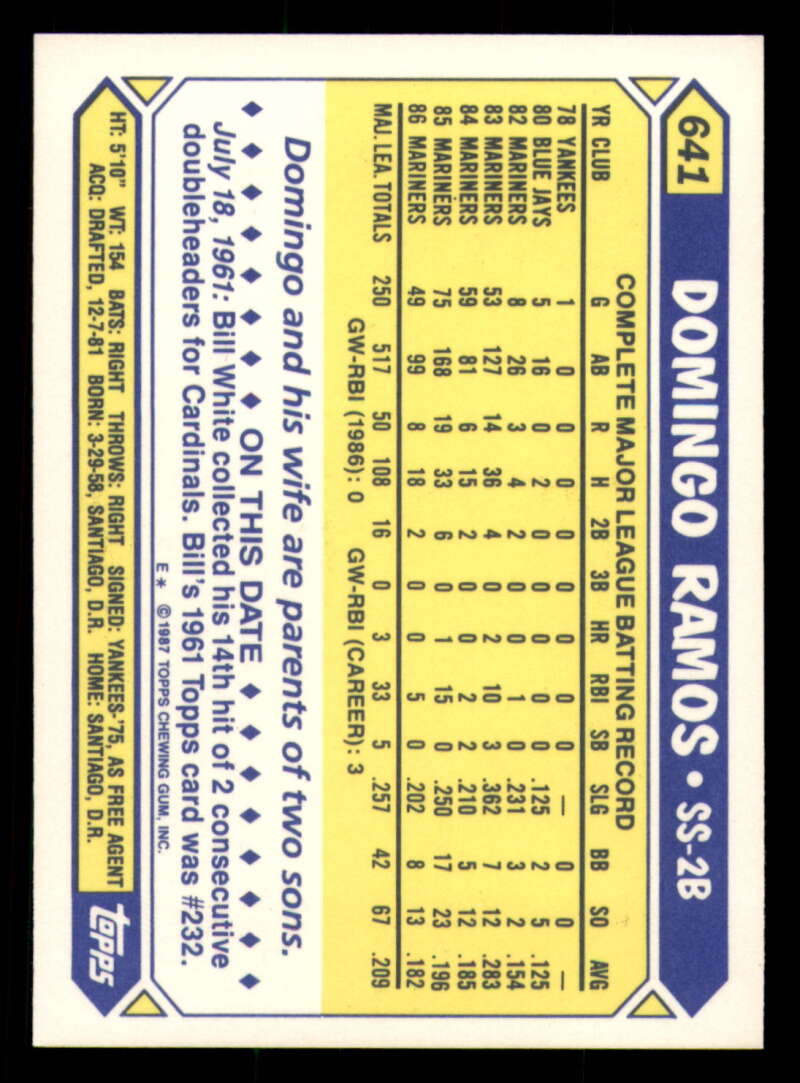 641
DOMINGO RAMOS • SS-2B
COMPLETE MAJOR LEAGUE BATTING RECORD
YR CLUB G AB R H 2B 3B HR RBI SB SLG BB SO AVG
78 YANKEES 1 0 0 0 0 0 0 0 0 — 0 0 —
80 BLUE JAYS 5 16 0 2 0 0 0 0 0 .125 2 5 .125
82 MARINERS 8 26 3 4 2 0 0 1 0 .231 3 2 .154
83 MARINERS 53 127 14 36 4 0 2 10 3 .362 7 12 .283
84 MARINERS 59 81 6 15 2 0 0 2 2 .210 5 12 .185
85 MARINERS 75 168 19 33 6 0 1 15 0 .250 17 23 .196
86 MARINERS 49 99 8 18 2 0 0 5 0 .202 8 13 .182
MAJ. LEA. TOTALS 250 517 50 108 16 0 3 33 5 .257 42 67 .209
GW-RBI (1986): 0 GW-RBI (CAREER): 3
Domingo and his wife are parents of two sons.
◆ ◆ ◆ ◆ ◆ ◆ ◆ ON THIS DATE ◆ ◆ ◆ ◆ ◆ ◆ ◆ ◆
July 18, 1961: Bill White collected his 14th hit of 2 consecutive
doubleheaders for Cardinals. Bill's 1961 Topps card was #232.
E* ©1987 TOPPS CHEWING GUM, INC.
HT: 5'10" WT: 154 BATS: RIGHT THROWS: RIGHT SIGNED: YANKEES-'75, AS FREE AGENT
ACQ: DRAFTED, 12-7-81 BORN: 3-29-58, SANTIAGO, D.R. HOME: SANTIAGO, D.R.
topps